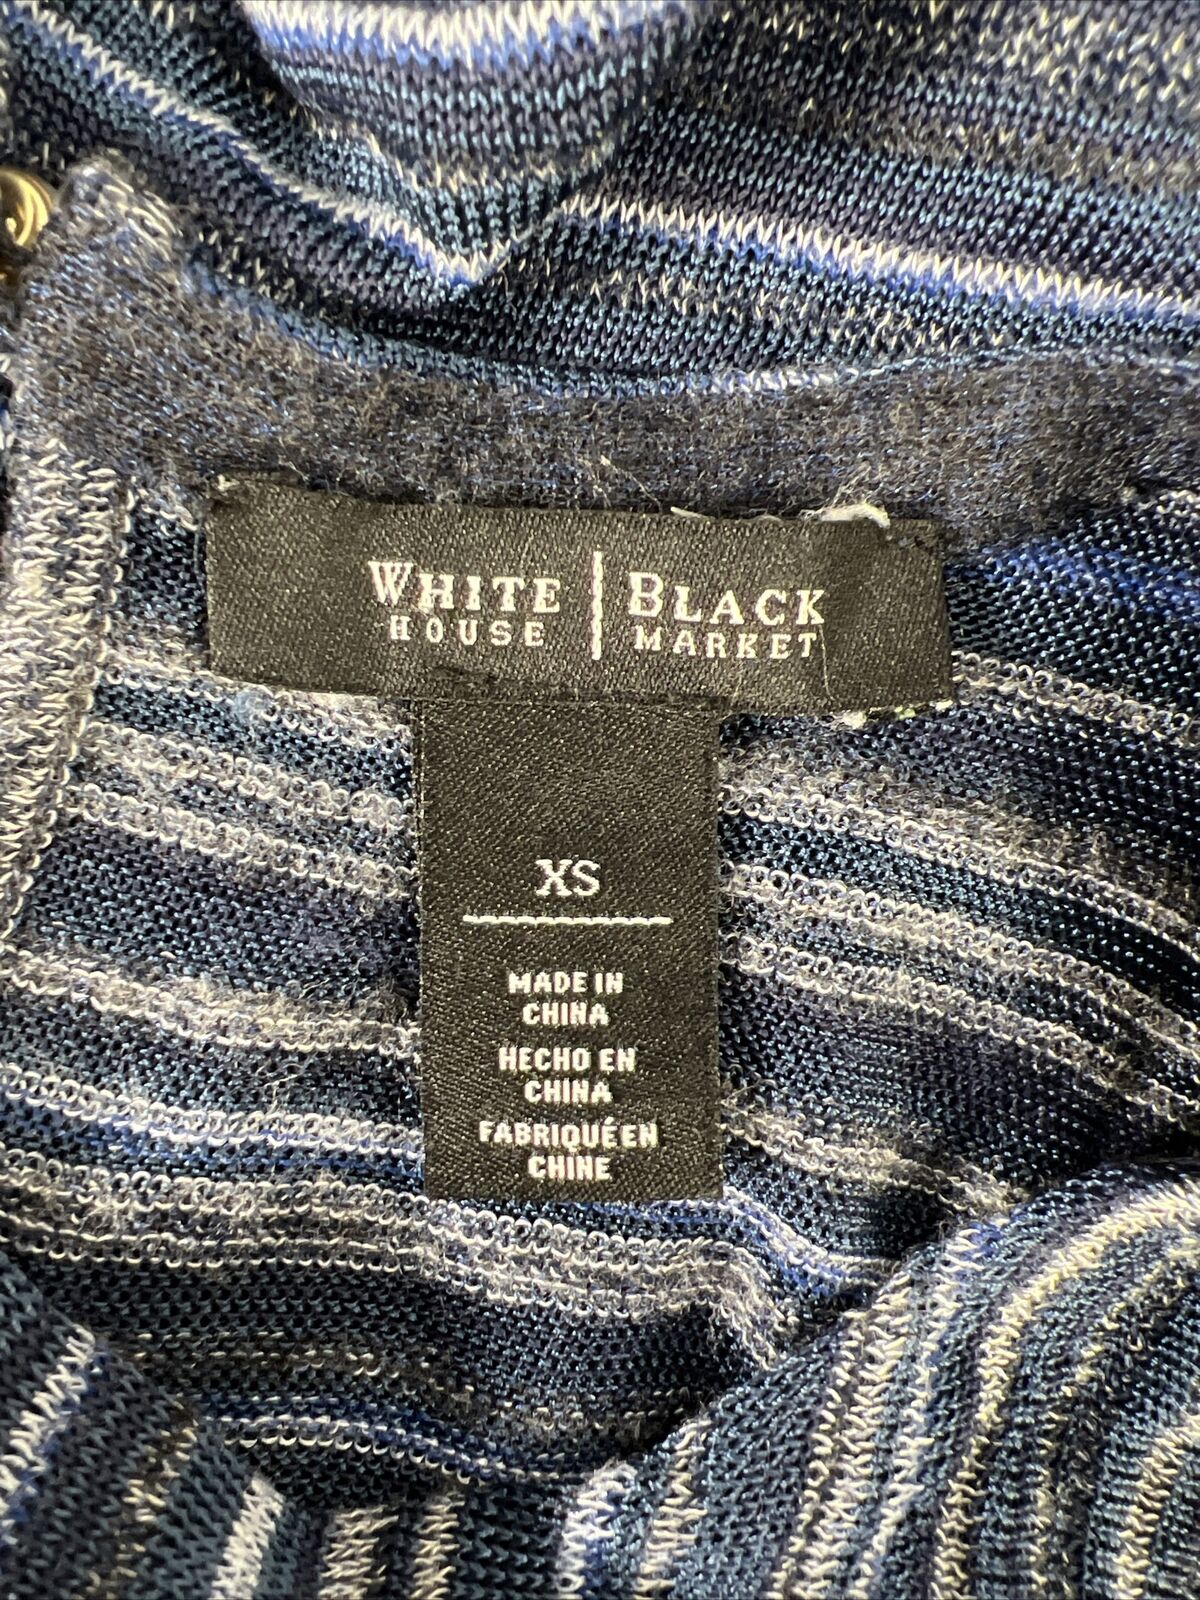 WHITE | BLACK
HOUSE | MARKET
XS
MADE IN
CHINA
HECHO EN
CHINA
FABRIQUÉ EN
CHINE